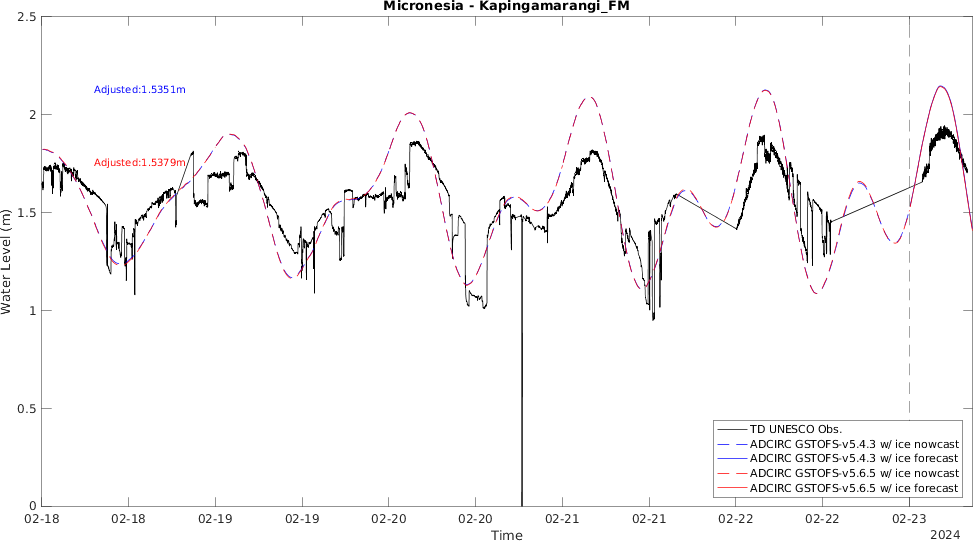 Micronesia - Kapingamarangi_FM
2.5
2
1.5
1
0.5
0
Water Level (m)
Adjusted:1.5351m
Adjusted:1.5379m
TD UNESCO Obs.
ADCIRC GSTOFS-v5.4.3 w/ ice nowcast
ADCIRC GSTOFS-v5.4.3 w/ ice forecast
ADCIRC GSTOFS-v5.6.5 w/ ice nowcast
ADCIRC GSTOFS-v5.6.5 w/ ice forecast
02-18 02-18 02-19 02-19 02-20 02-20 02-21 02-21 02-22 02-22 02-23
Time
2024